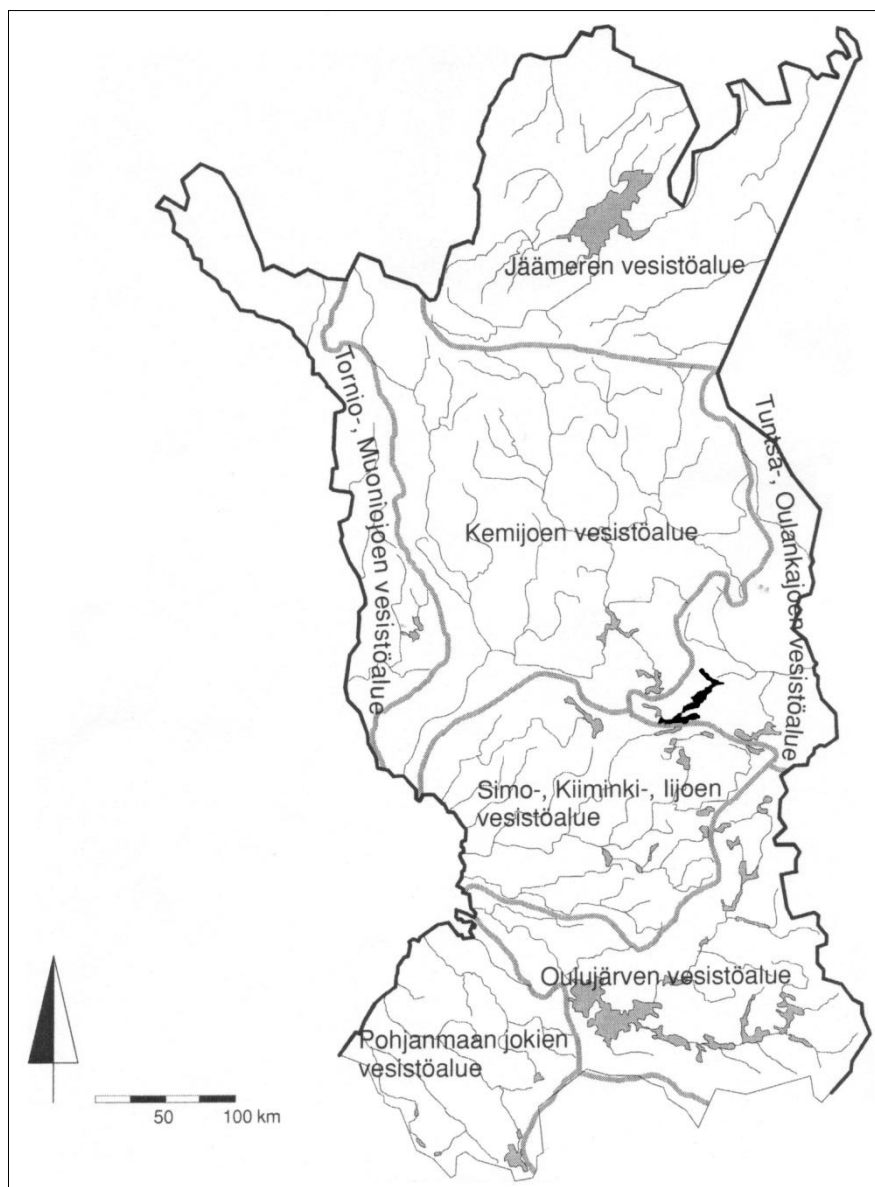 Jäämeren vesistöalue
Tornio-, Muoniojoen vesistöalue
Tuntsa-, Oulankajoen vesistöalue
Kemijoen vesistöalue
Simo-, Kiiminki-, Iijoen
vesistöalue
Oulujärven vesistöalue
Pohjanmaan jokien
vesistöalue
50 100 km